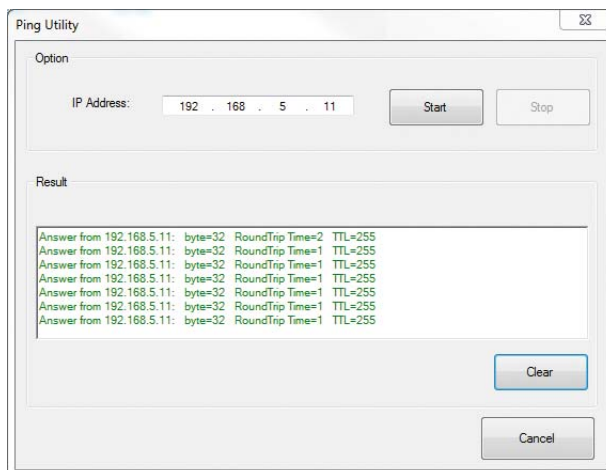 Ping Utility
Option
IP Address: 192 . 168 . 5 . 11 Start Stop
Result
Answer from 192.168.5.11: byte=32 RoundTrip Time=2 TTL=255
Answer from 192.168.5.11: byte=32 RoundTrip Time=1 TTL=255
Answer from 192.168.5.11: byte=32 RoundTrip Time=1 TTL=255
Answer from 192.168.5.11: byte=32 RoundTrip Time=1 TTL=255
Answer from 192.168.5.11: byte=32 RoundTrip Time=1 TTL=255
Answer from 192.168.5.11: byte=32 RoundTrip Time=1 TTL=255
Answer from 192.168.5.11: byte=32 RoundTrip Time=1 TTL=255
Clear
Cancel